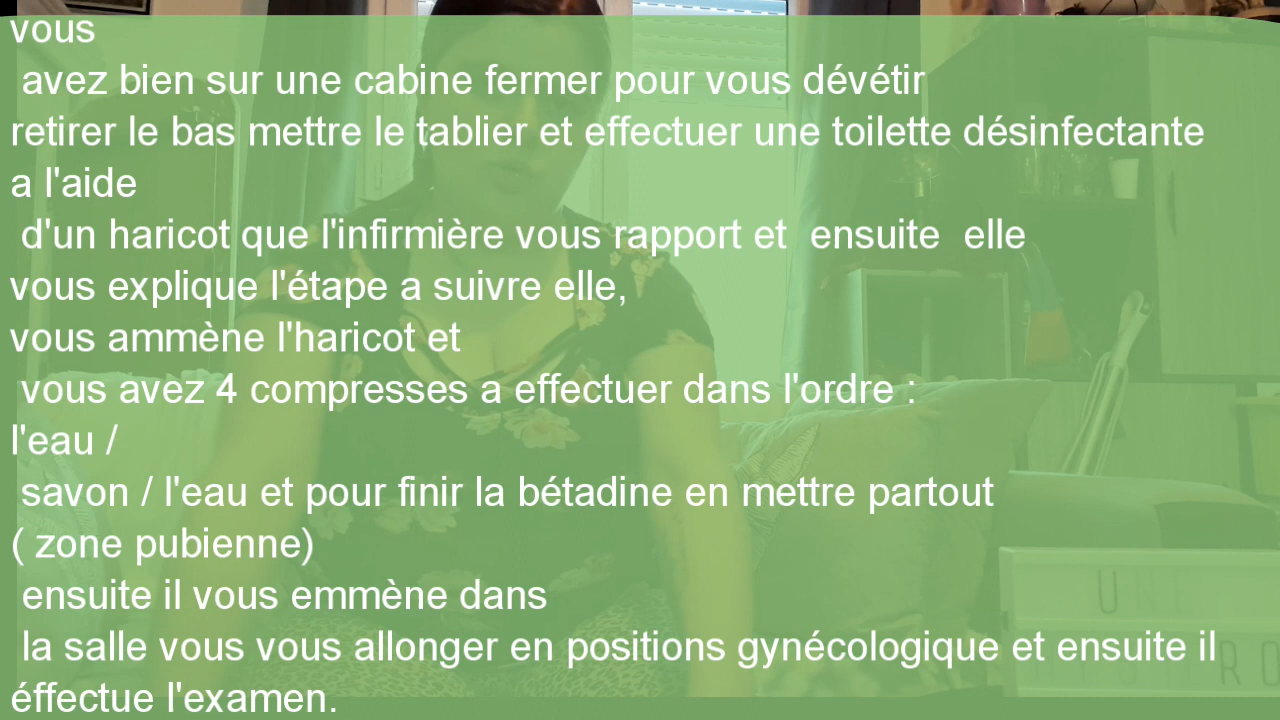 vous
avez bien sur une cabine fermer pour vous dévétir
retirer le bas mettre le tablier et effectuer une toilette désinfectante
a l'aide
d'un haricot que l'infirmière vous rapport et ensuite elle
vous explique l'étape a suivre elle,
vous ammène l'haricot et
vous avez 4 compresses a effectuer dans l'ordre :
l'eau /
savon / l'eau et pour finir la bétadine en mettre partout
( zone pubienne)
ensuite il vous emmène dans
la salle vous vous allonger en positions gynécologique et ensuite il
éffectue l'examen.